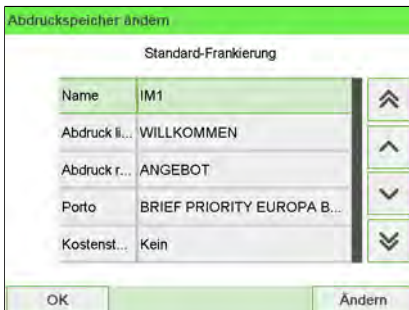 Abdruckspeicher ändern
Standard-Frankierung
Name IM1
Abdruck li... WILLKOMMEN
Abdruck r... ANGEBOT
Porto BRIEF PRIORITY EUROPA B...
Kostenst... Kein
OK Ändern